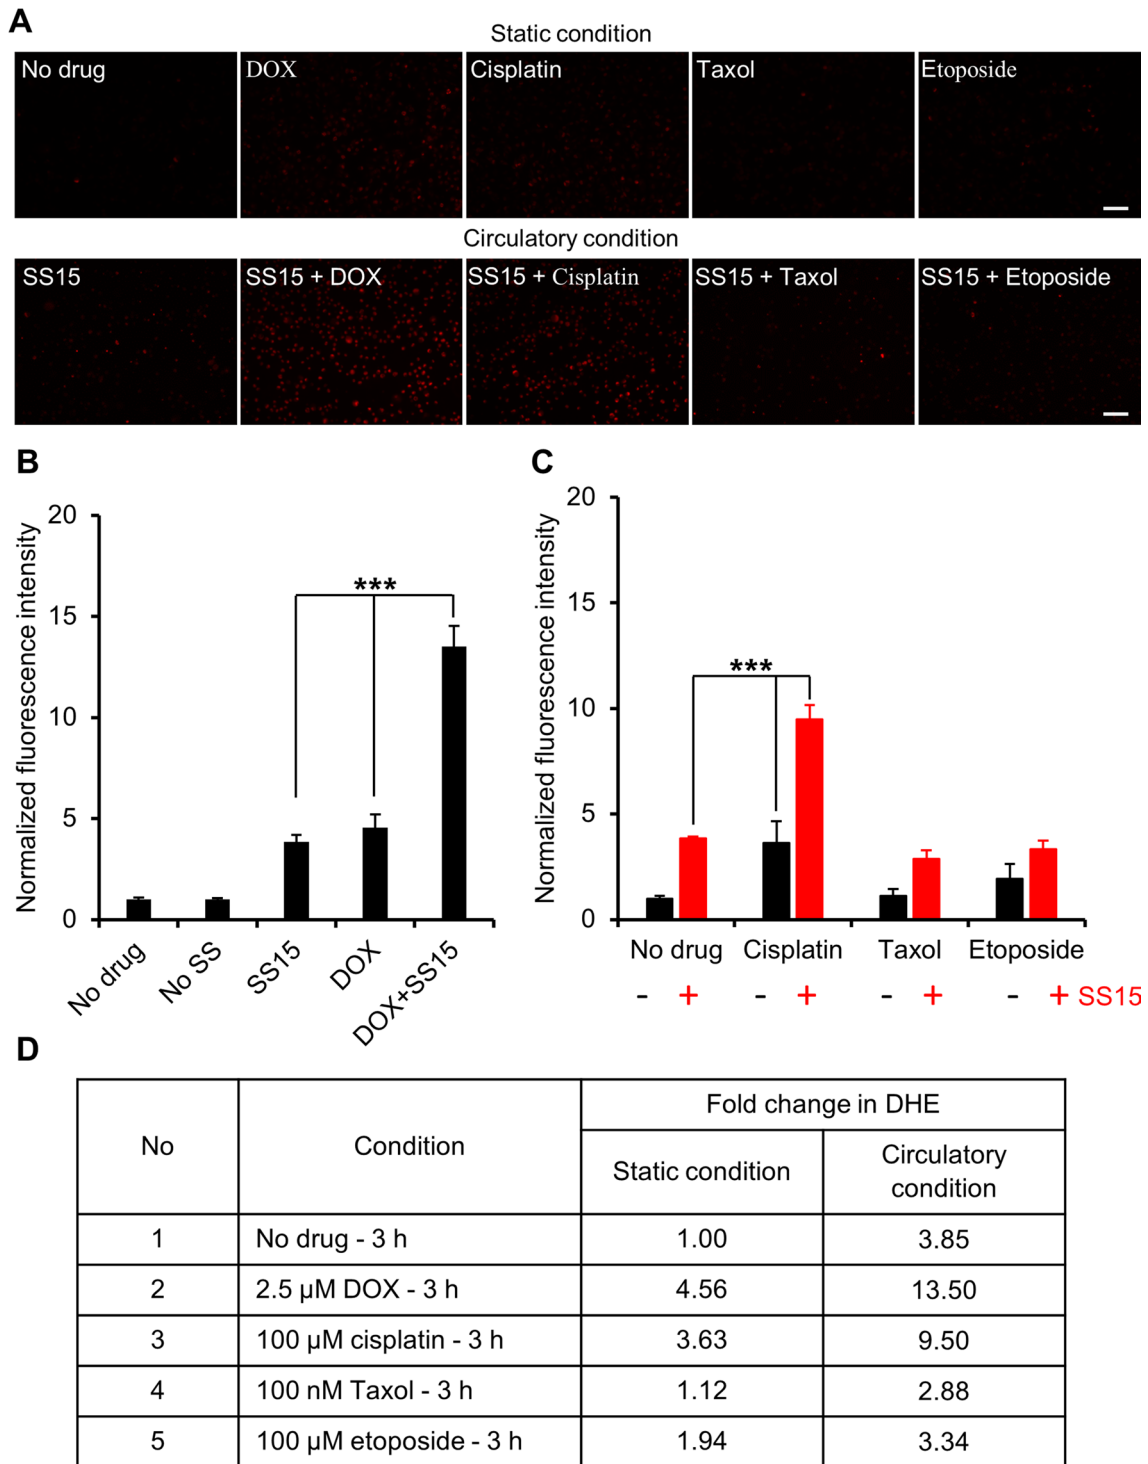 A
Static condition
No drug DOX Cisplatin Taxol Etoposide
Circulatory condition
SS15 SS15 + DOX SS15 + Cisplatin SS15 + Taxol SS15 + Etoposide
B
Normalized fluorescence intensity
20
15
10
5
0
***
No drug No SS SS15 DOX DOX+SS15
C
Normalized fluorescence intensity
20
15
10
5
0
***
No drug Cisplatin Taxol Etoposide
- + - + - + - + SS15
D
No Condition Fold change in DHE
Static condition Circulatory
condition
1 No drug - 3 h 1.00 3.85
2 2.5 µM DOX - 3 h 4.56 13.50
3 100 µM cisplatin - 3 h 3.63 9.50
4 100 nM Taxol - 3 h 1.12 2.88
5 100 µM etoposide - 3 h 1.94 3.34